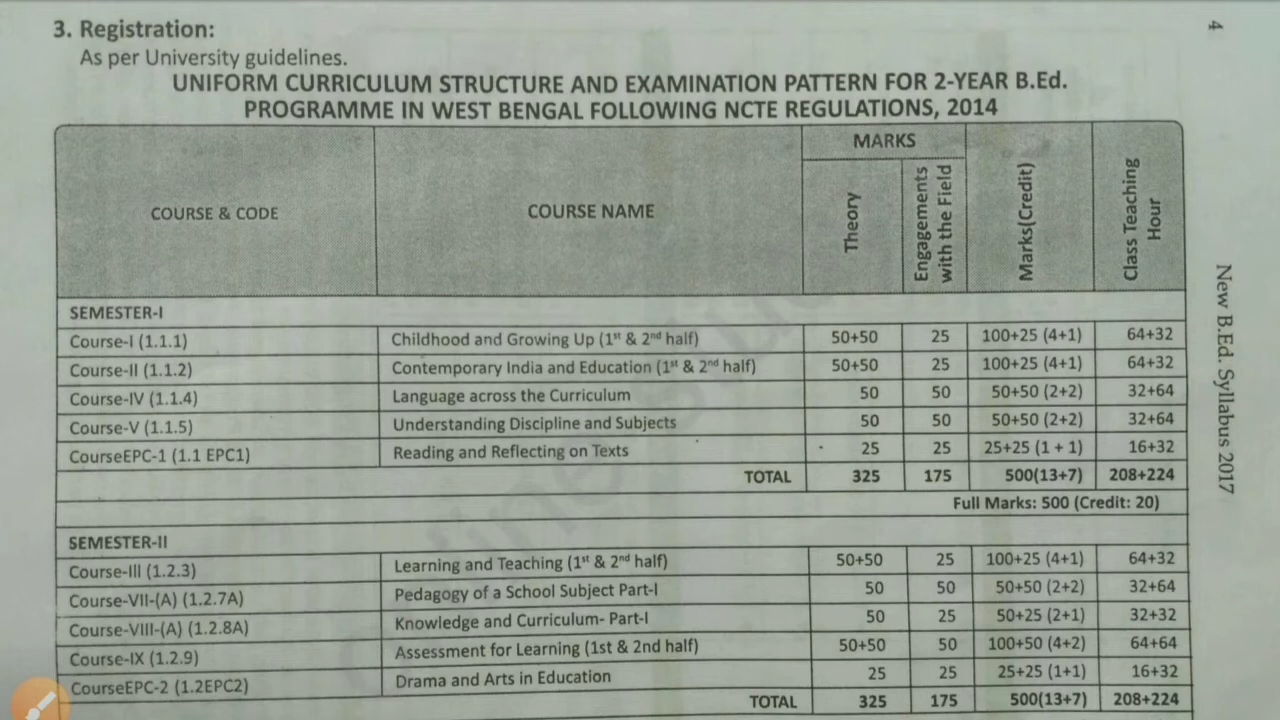 3. Registration:
As per University guidelines.
UNIFORM CURRICULUM STRUCTURE AND EXAMINATION PATTERN FOR 2-YEAR B.Ed.
PROGRAMME IN WEST BENGAL FOLLOWING NCTE REGULATIONS, 2014
COURSE & CODE COURSE NAME MARKS Theory Engagements with the Field Marks(Credit) Class Teaching Hour
SEMESTER-I
Course-I (1.1.1) Childhood and Growing Up (1st & 2nd half) 50+50 25 100+25 (4+1) 64+32
Course-II (1.1.2) Contemporary India and Education (1st & 2nd half) 50+50 25 100+25 (4+1) 64+32
Course-IV (1.1.4) Language across the Curriculum 50 50 50+50 (2+2) 32+64
Course-V (1.1.5) Understanding Discipline and Subjects 50 50 50+50 (2+2) 32+64
CourseEPC-1 (1.1 EPC1) Reading and Reflecting on Texts 25 25 25+25 (1 + 1) 16+32
TOTAL 325 175 500(13+7) 208+224
Full Marks: 500 (Credit: 20)
SEMESTER-II
Course-III (1.2.3) Learning and Teaching (1st & 2nd half) 50+50 25 100+25 (4+1) 64+32
Course-VII-(A) (1.2.7A) Pedagogy of a School Subject Part-I 50 50 50+50 (2+2) 32+64
Course-VIII-(A) (1.2.8A) Knowledge and Curriculum- Part-I 50 25 50+25 (2+1) 32+32
Course-IX (1.2.9) Assessment for Learning (1st & 2nd half) 50+50 50 100+50 (4+2) 64+64
CourseEPC-2 (1.2EPC2) Drama and Arts in Education 25 25 25+25 (1+1) 16+32
TOTAL 325 175 500(13+7) 208+224
4
New B.Ed. Syllabus 2017